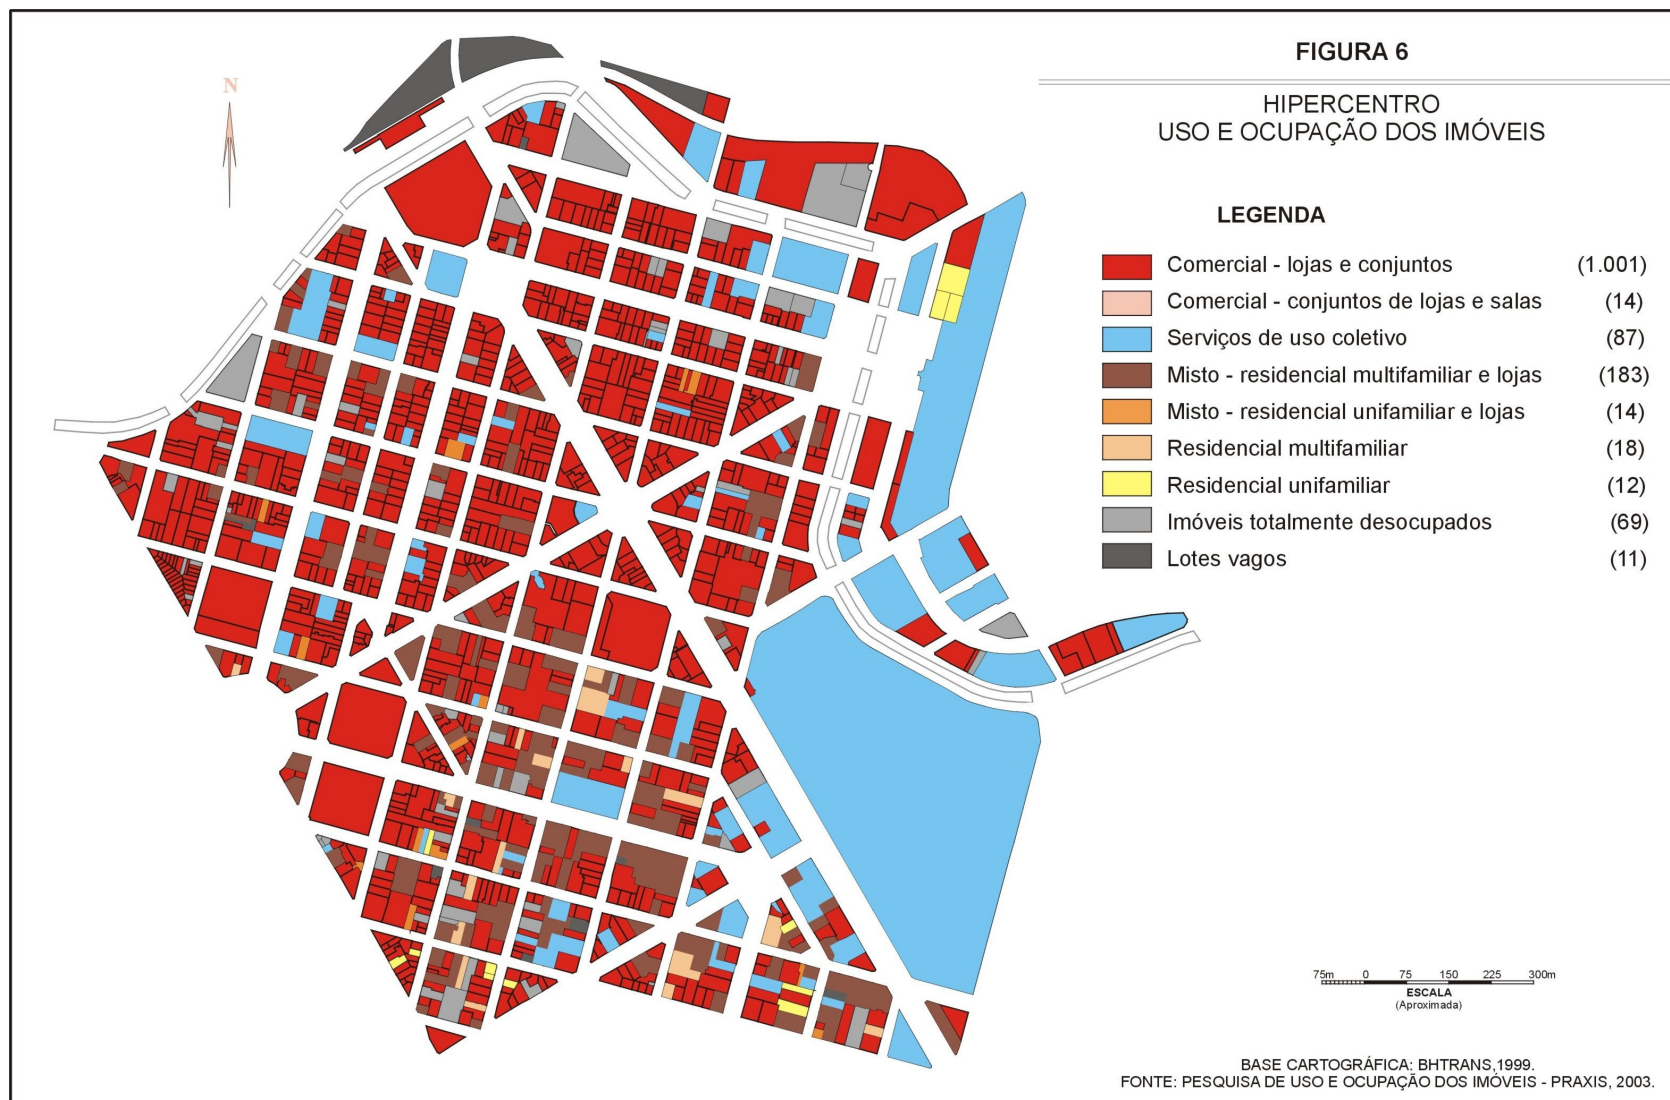 N
FIGURA 6
HIPERCENTRO
USO E OCUPAÇÃO DOS IMÓVEIS
LEGENDA
Comercial - lojas e conjuntos (1.001)
Comercial - conjuntos de lojas e salas (14)
Serviços de uso coletivo (87)
Misto - residencial multifamiliar e lojas (183)
Misto - residencial unifamiliar e lojas (14)
Residencial multifamiliar (18)
Residencial unifamiliar (12)
Imóveis totalmente desocupados (69)
Lotes vagos (11)
75m 0 75 150 225 300m
ESCALA
(Aproximada)
BASE CARTOGRÁFICA: BHTRANS,1999.
FONTE: PESQUISA DE USO E OCUPAÇÃO DOS IMÓVEIS - PRAXIS, 2003.